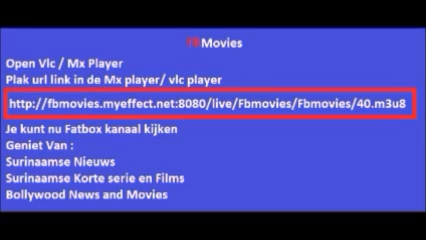 FBMovies
Open Vlc / Mx Player
Plak url link in de Mx player/ vlc player
http://fbmovies.myeffect.net:8080/live/Fbmovies/Fbmovies/40.m3u8
Je kunt nu Fatbox kanaal kijken
Geniet Van :
Surinaamse Nieuws
Surinaamse Korte serie en Films
Bollywood News and Movies